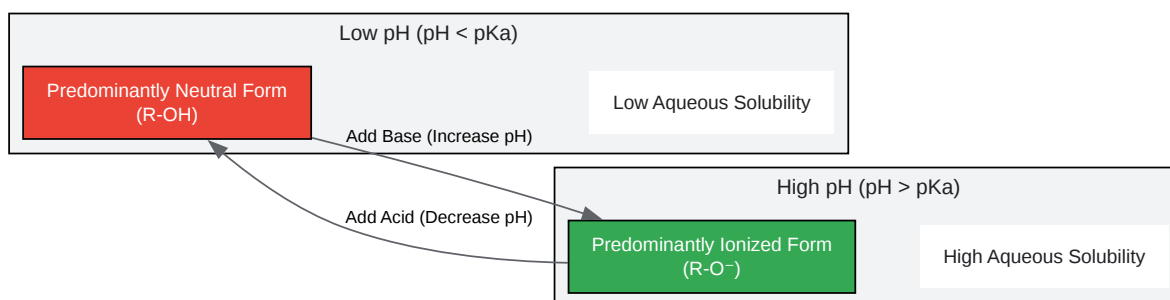 Low pH (pH < pKa)
Predominantly Neutral Form
(R-OH)
Low Aqueous Solubility
Add Base (Increase pH)
High pH (pH > pKa)
Add Acid (Decrease pH)
Predominantly Ionized Form
(R-O⁻)
High Aqueous Solubility